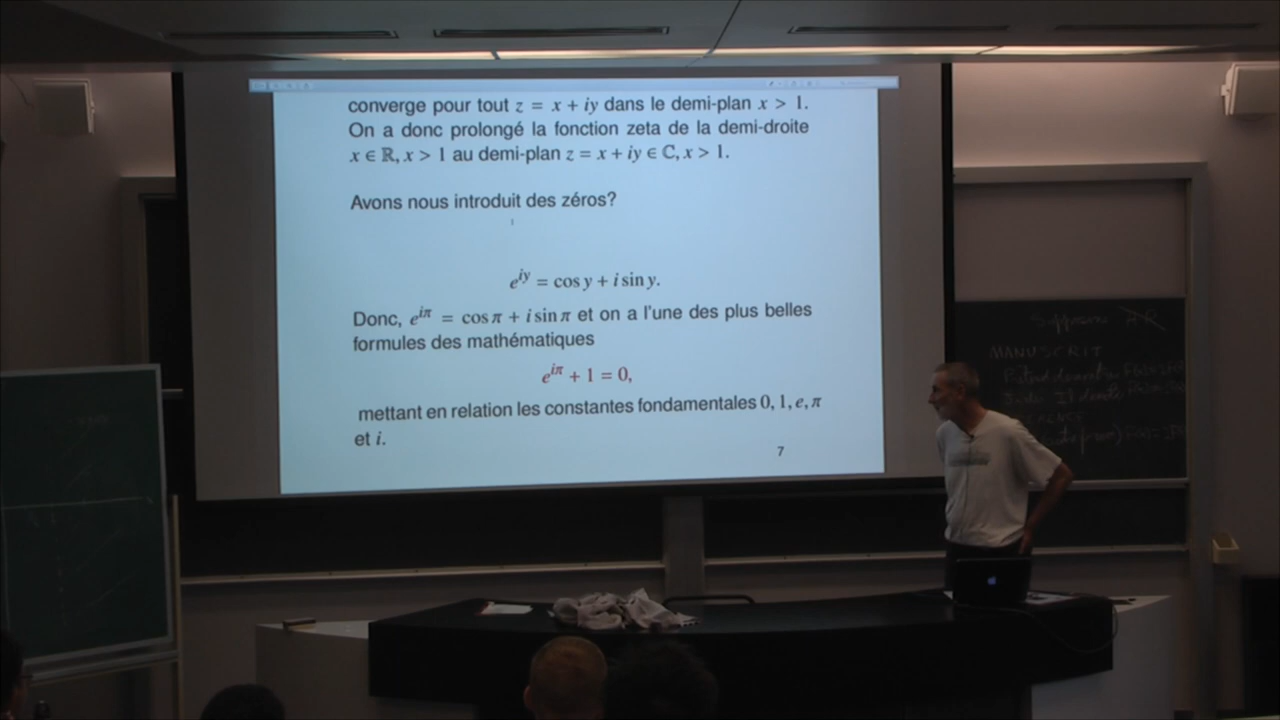 converge pour tout z = x + iy dans le demi-plan x > 1.
On a donc prolongé la fonction zeta de la demi-droite
x ∈ ℝ, x > 1 au demi-plan z = x + iy ∈ ℂ, x > 1.
Avons nous introduit des zéros?
e^{iy} = cos y + i sin y.
Donc, e^{iπ} = cos π + i sin π et on a l'une des plus belles
formules des mathématiques
e^{iπ} + 1 = 0,
mettant en relation les constantes fondamentales 0, 1, e, π
et i.
7
MANUSCRIT